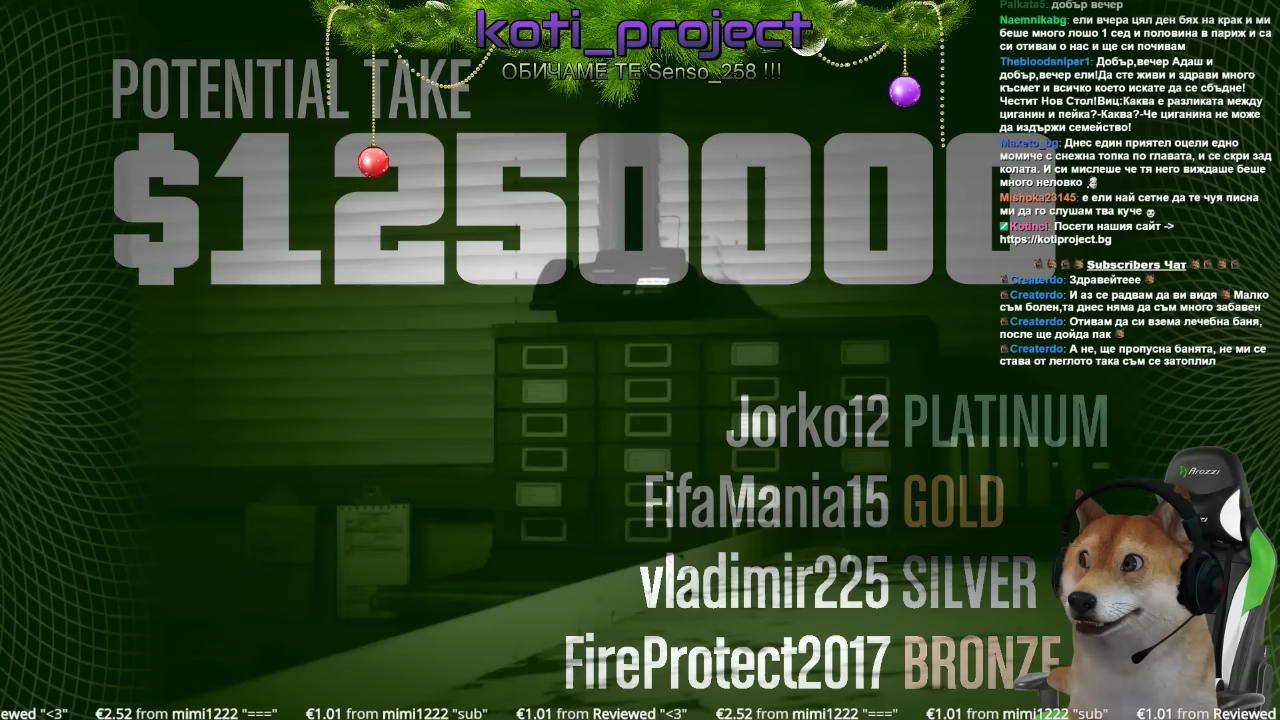 koti_project
ОБИЧАМЕ ТЕ Senso_258 !!!
POTENTIAL TAKE
$1250000
Jorko12 PLATINUM
FifaMania15 GOLD
vladimir225 SILVER
FireProtect2017 BRONZE
Palkata5: добър вечер
Naemnikabg: ели вчера цял ден бях на крак и ми
беше много лошо 1 сед и половина в париж и са
си отивам о нас и ще си почивам
Thebloodsniper1: Добър,вечер Адаш и
добър,вечер ели!Да сте живи и здрави много
късмет и всичко което искате да се сбъдне!
Честит Нов Стол!Виц:Каква е разликата между
циганин и пейка?-Каква?-Че циганина не може
да издържи семейство!
Maxeto_bg: Днес един приятел оцели едно
момиче с снежна топка по главата, и се скри зад
колата. И си мислеше че тя него виждаше беше
много неловко
Mishoka23145: е ели най сетне да те чуя писна
ми да го слушам тва куче
Kotinci: Посети нашия сайт ->
https://kotiproject.bg
Subscribers Чат
Createrdo: Здравейтеее
Createrdo: И аз се радвам да ви видя Малко
съм болен,та днес няма да съм много забавен
Createrdo: Отивам да си взема лечебна баня,
после ще дойда пак
Createrdo: А не, ще пропусна банята, не ми се
става от леглото така съм се затоплил
Arozzi
ewed "<3" €2.52 from mimi1222 "===" €1.01 from mimi1222 "sub" €1.01 from Reviewed "<3" €2.52 from mimi1222 "===" €1.01 from mimi1222 "sub" €1.01 from Reviewed